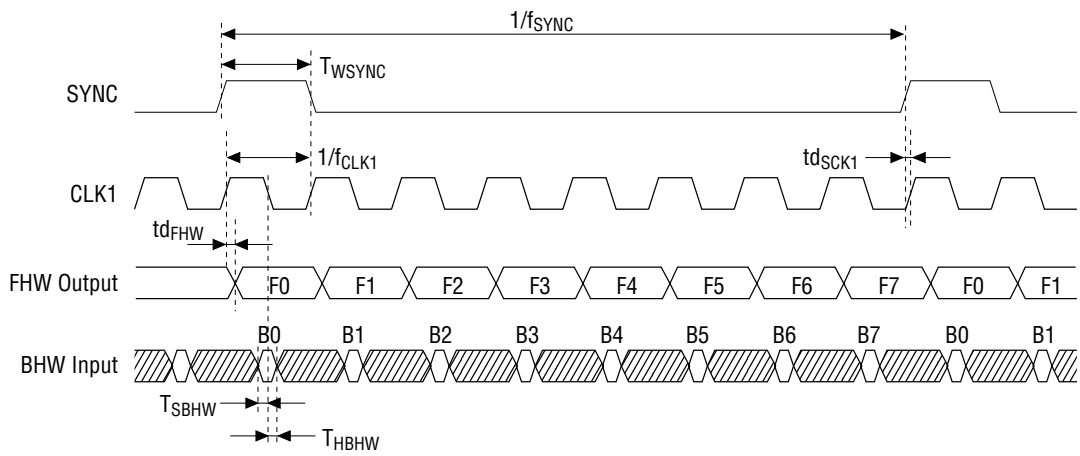 1/fSYNC
TWSYNC
SYNC
1/fCLK1
tdSCK1
CLK1
tdFHW
FHW Output
F0 F1 F2 F3 F4 F5 F6 F7 F0 F1
B0 B1 B2 B3 B4 B5 B6 B7 B0 B1
BHW Input
TSBHW
THBHW